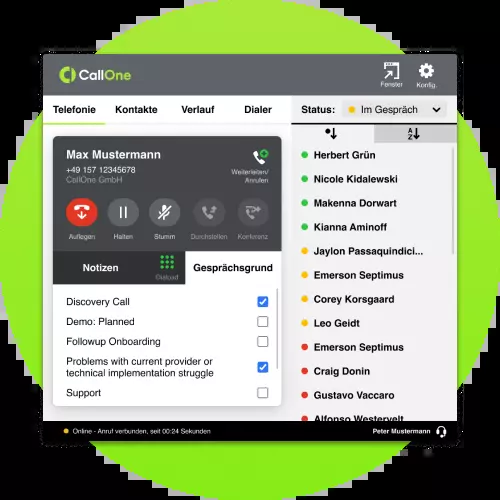 CallOne
Fenster
Konfig.
Telefonie Kontakte Verlauf Dialer
Status: Im Gespräch
Max Mustermann
+49 157 12345678
CallOne GmbH
Weiterleiten/
Anrufen
Auflegen Halten Stumm Durchstellen Konferenz
Notizen Dialpad Gesprächsgrund
Discovery Call
Demo: Planned
Followup Onboarding
Problems with current provider or
technical implementation struggle
Support
A
Z
Herbert Grün
Nicole Kidalewski
Makenna Dorwart
Kianna Aminoff
Jaylon Passaquindici...
Emerson Septimus
Corey Korsgaard
Leo Geidt
Emerson Septimus
Craig Donin
Gustavo Vaccaro
Alfonso Westervelt
Online - Anruf verbunden, seit 00:24 Sekunden
Peter Mustermann